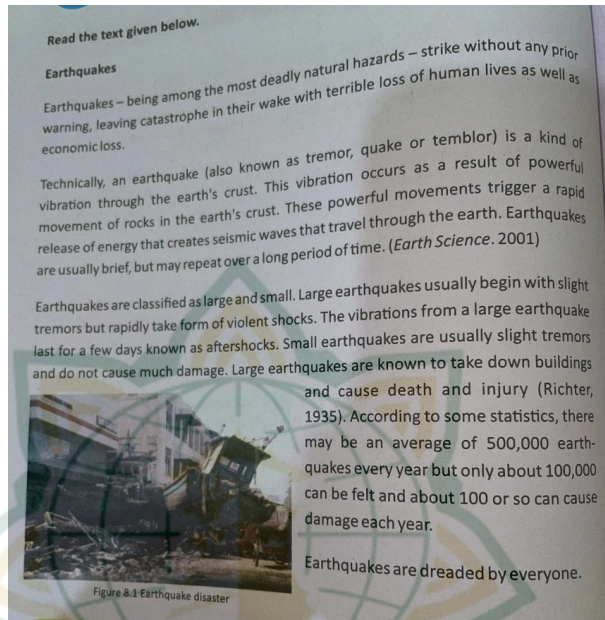 Read the text given below.
Earthquakes
Earthquakes – being among the most deadly natural hazards – strike without any prior
warning, leaving catastrophe in their wake with terrible loss of human lives as well as
economic loss.
Technically, an earthquake (also known as tremor, quake or temblor) is a kind of
vibration through the earth's crust. This vibration occurs as a result of powerful
movement of rocks in the earth's crust. These powerful movements trigger a rapid
release of energy that creates seismic waves that travel through the earth. Earthquakes
are usually brief, but may repeat over a long period of time. (Earth Science. 2001)
Earthquakes are classified as large and small. Large earthquakes usually begin with slight
tremors but rapidly take form of violent shocks. The vibrations from a large earthquake
last for a few days known as aftershocks. Small earthquakes are usually slight tremors
and do not cause much damage. Large earthquakes are known to take down buildings
and cause death and injury (Richter,
1935). According to some statistics, there
may be an average of 500,000 earth-
quakes every year but only about 100,000
can be felt and about 100 or so can cause
damage each year.
Earthquakes are dreaded by everyone.
Figure 8.1 Earthquake disaster